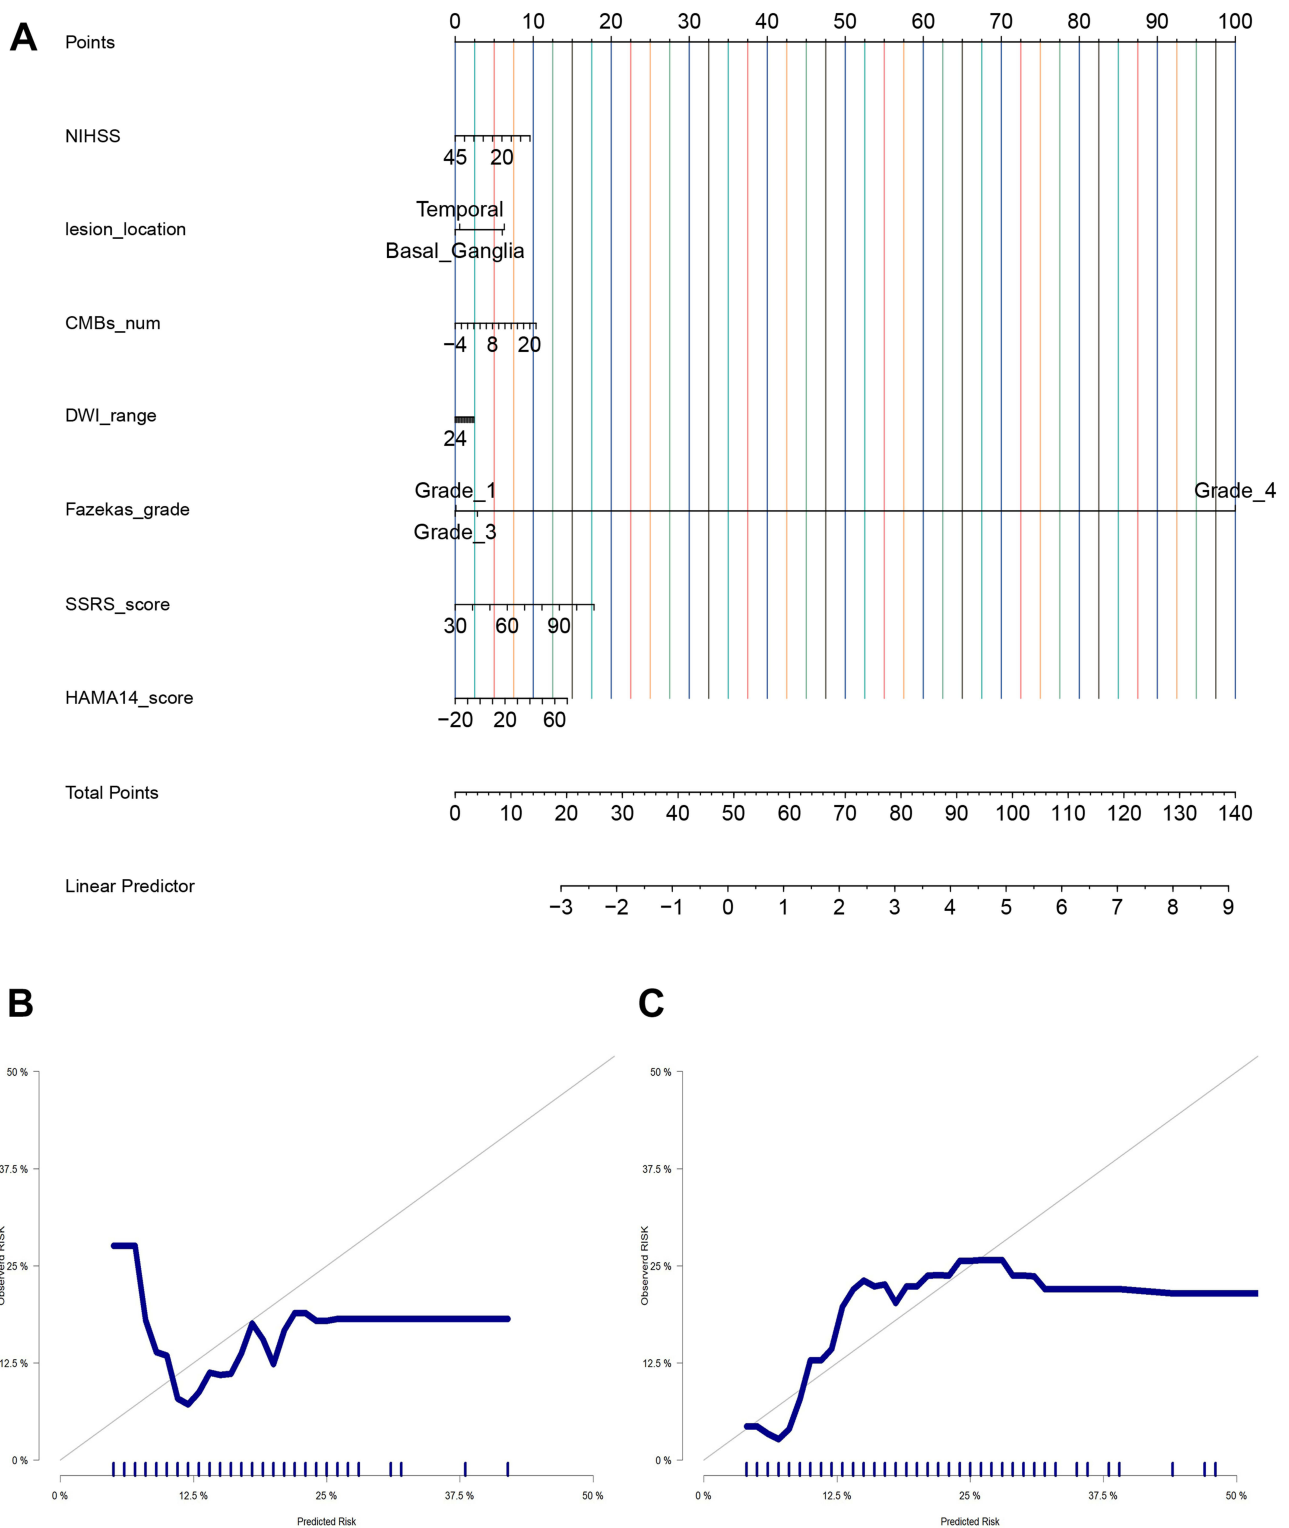 A
Points
0 10 20 30 40 50 60 70 80 90 100
NIHSS
45 20
lesion_location
Temporal
Basal_Ganglia
CMBs_num
−4 8 20
DWI_range
24
Fazekas_grade
Grade_1 Grade_4
Grade_3
SSRS_score
30 60 90
HAMA14_score
−20 20 60
Total Points
0 10 20 30 40 50 60 70 80 90 100 110 120 130 140
Linear Predictor
−3 −2 −1 0 1 2 3 4 5 6 7 8 9
B
50 %
37.5 %
25 %
12.5 %
0 %
Observerd RISK
0 % 12.5 % 25 % 37.5 % 50 %
Predicted Risk
C
50 %
37.5 %
25 %
12.5 %
0 %
Observerd RISK
0 % 12.5 % 25 % 37.5 % 50 %
Predicted Risk